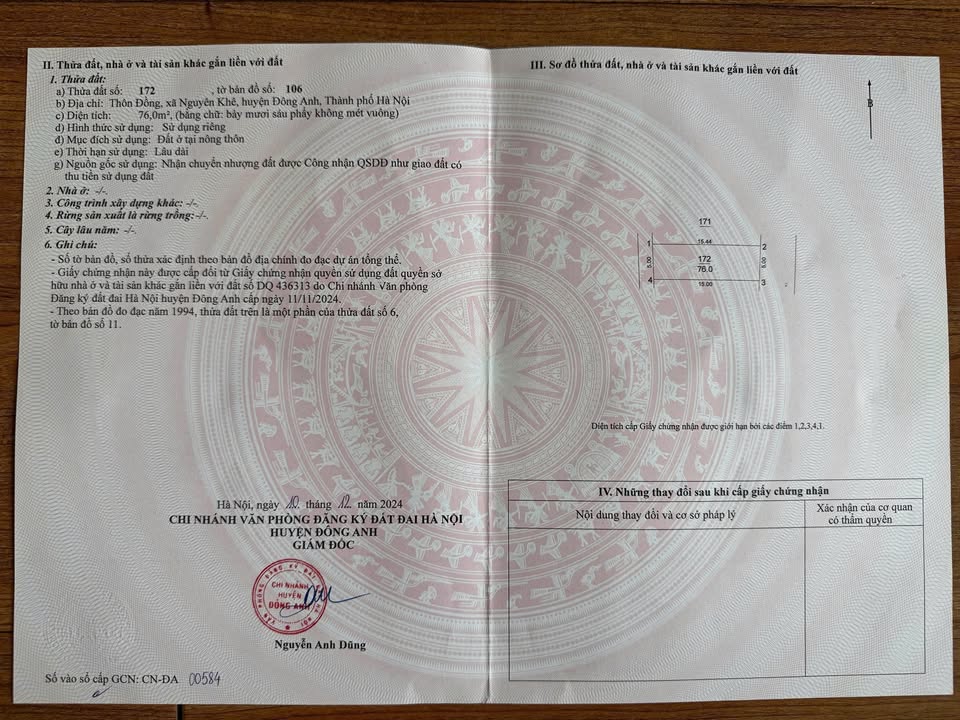 II. Thửa đất, nhà ở và tài sản khác gắn liền với đất
1. Thửa đất:
a) Thửa đất số: 172 , tờ bản đồ số: 106
b) Địa chỉ: Thôn Đồng, xã Nguyên Khê, huyện Đông Anh, Thành phố Hà Nội
c) Diện tích: 76,0m², (bằng chữ: bảy mươi sáu phẩy không mét vuông)
d) Hình thức sử dụng: Sử dụng riêng
đ) Mục đích sử dụng: Đất ở tại nông thôn
e) Thời hạn sử dụng: Lâu dài
g) Nguồn gốc sử dụng: Nhận chuyển nhượng đất được Công nhận QSDĐ như giao đất có
thu tiền sử dụng đất
2. Nhà ở: -/-.
3. Công trình xây dựng khác: -/-.
4. Rừng sản xuất là rừng trồng:-/-.
5. Cây lâu năm: -/-.
6. Ghi chú:
- Số tờ bản đồ, số thửa xác định theo bản đồ địa chính đo đạc dự án tổng thể.
- Giấy chứng nhận này được cấp đổi từ Giấy chứng nhận quyền sử dụng đất quyền sở
hữu nhà ở và tài sản khác gắn liền với đất số DQ 436313 do Chi nhánh Văn phòng
Đăng ký đất đai Hà Nội huyện Đông Anh cấp ngày 11/11/2024.
- Theo bản đồ đo đạc năm 1994, thửa đất trên là một phần của thửa đất số 6,
tờ bản đồ số 11.
Hà Nội, ngày 10 tháng 12 năm 2024
CHI NHÁNH VĂN PHÒNG ĐĂNG KÝ ĐẤT ĐAI HÀ NỘI
HUYỆN ĐÔNG ANH
GIÁM ĐỐC
CHI NHÁNH
HUYỆN
ĐÔNG ANH
Nguyễn Anh Dũng
Số vào sổ cấp GCN: CN-ĐA 00584
III. Sơ đồ thửa đất, nhà ở và tài sản khác gắn liền với đất
B
171
1 15.44 2
5.00 172 5.00
76.0
4 15.00 3
Diện tích cấp Giấy chứng nhận được giới hạn bởi các điểm 1,2,3,4,1.
IV. Những thay đổi sau khi cấp giấy chứng nhận
Nội dung thay đổi và cơ sở pháp lý
Xác nhận của cơ quan
có thẩm quyền